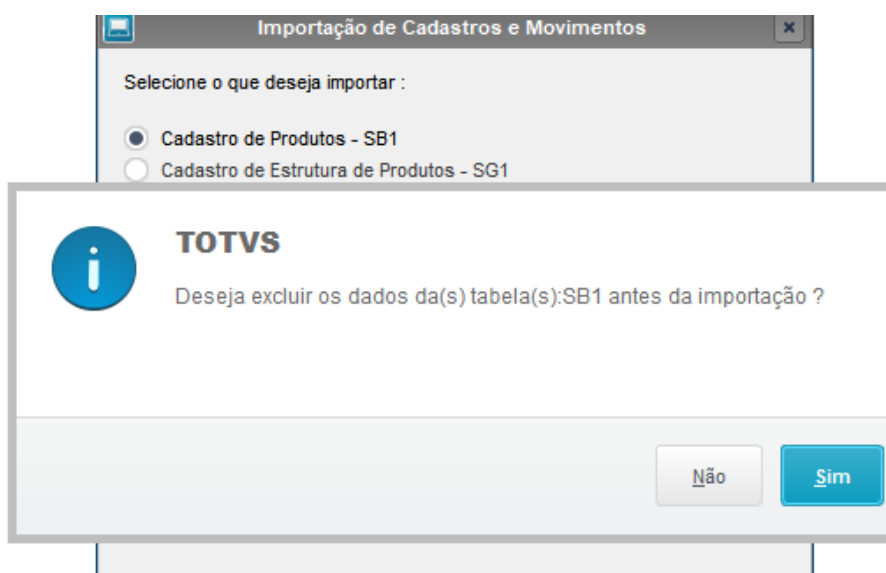 Importação de Cadastros e Movimentos
Selecione o que deseja importar :
Cadastro de Produtos - SB1
Cadastro de Estrutura de Produtos - SG1
TOTVS
Deseja excluir os dados da(s) tabela(s):SB1 antes da importação ?
Não
Sim